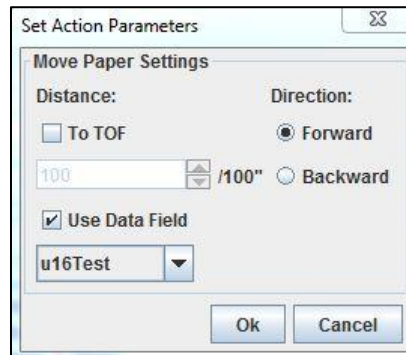 Set Action Parameters
Move Paper Settings
Distance: Direction:
To TOF Forward
100 /100" Backward
Use Data Field
u16Test
Ok Cancel